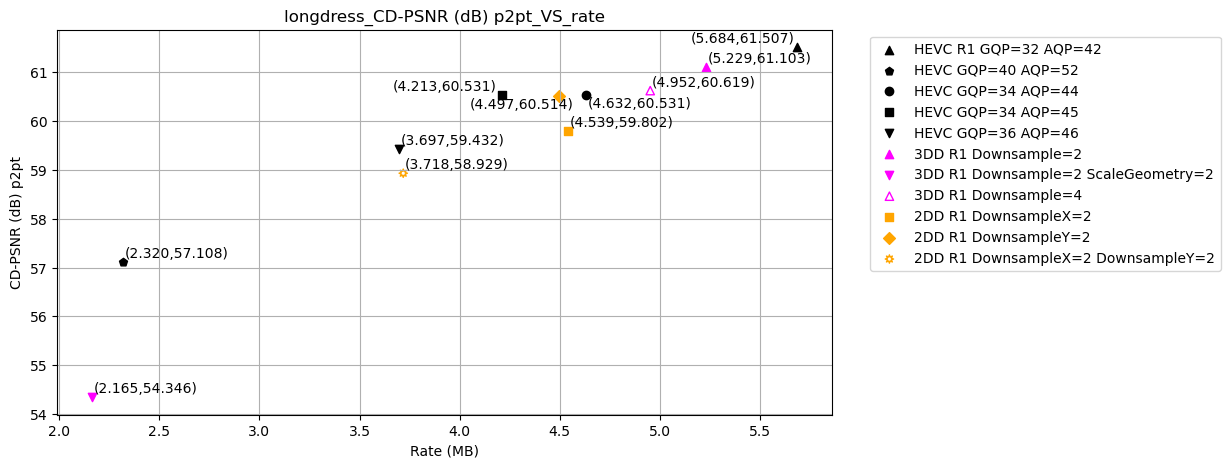 longdress_CD-PSNR (dB) p2pt_VS_rate
(5.684,61.507)
(5.229,61.103)
(4.952,60.619)
(4.213,60.531)
(4.497,60.514)
(4.632,60.531)
(4.539,59.802)
(3.697,59.432)
(3.718,58.929)
(2.320,57.108)
(2.165,54.346)
CD-PSNR (dB) p2pt
61
60
59
58
57
56
55
54
2.0 2.5 3.0 3.5 4.0 4.5 5.0 5.5
Rate (MB)
HEVC R1 GQP=32 AQP=42
HEVC GQP=40 AQP=52
HEVC GQP=34 AQP=44
HEVC GQP=34 AQP=45
HEVC GQP=36 AQP=46
3DD R1 Downsample=2
3DD R1 Downsample=2 ScaleGeometry=2
3DD R1 Downsample=4
2DD R1 DownsampleX=2
2DD R1 DownsampleY=2
2DD R1 DownsampleX=2 DownsampleY=2